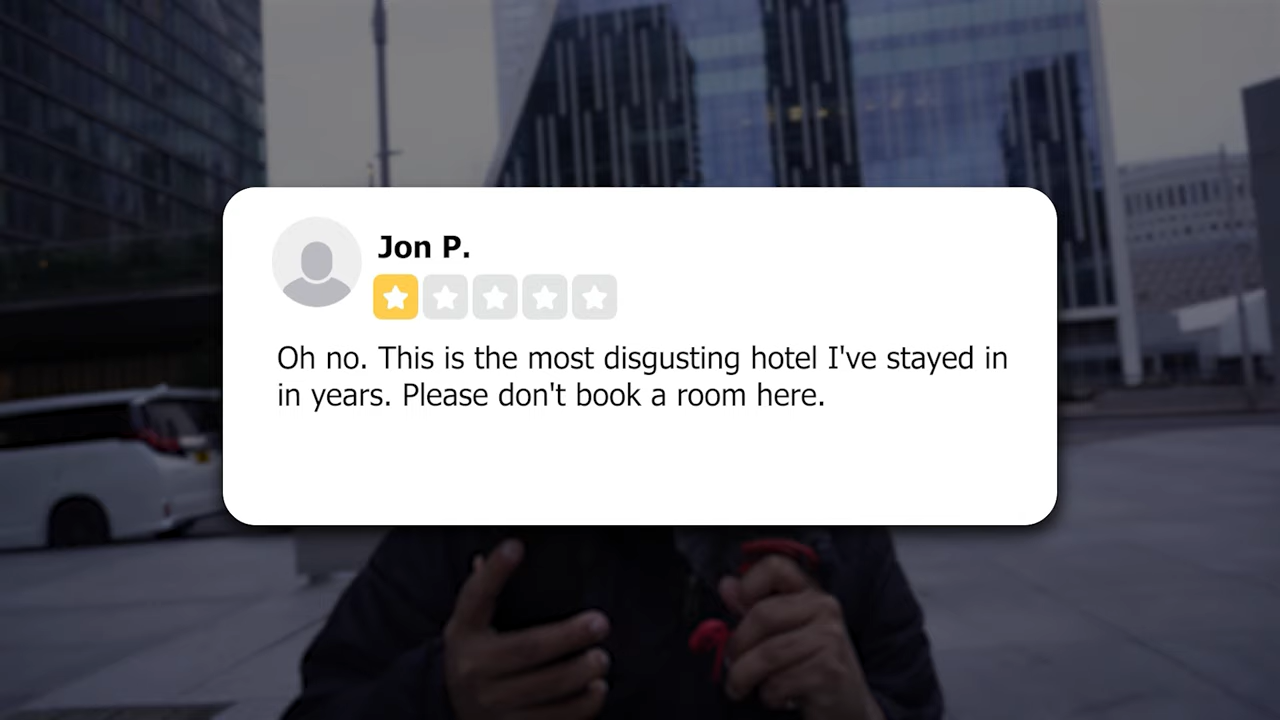 Jon P.
Oh no. This is the most disgusting hotel I've stayed in
in years. Please don't book a room here.